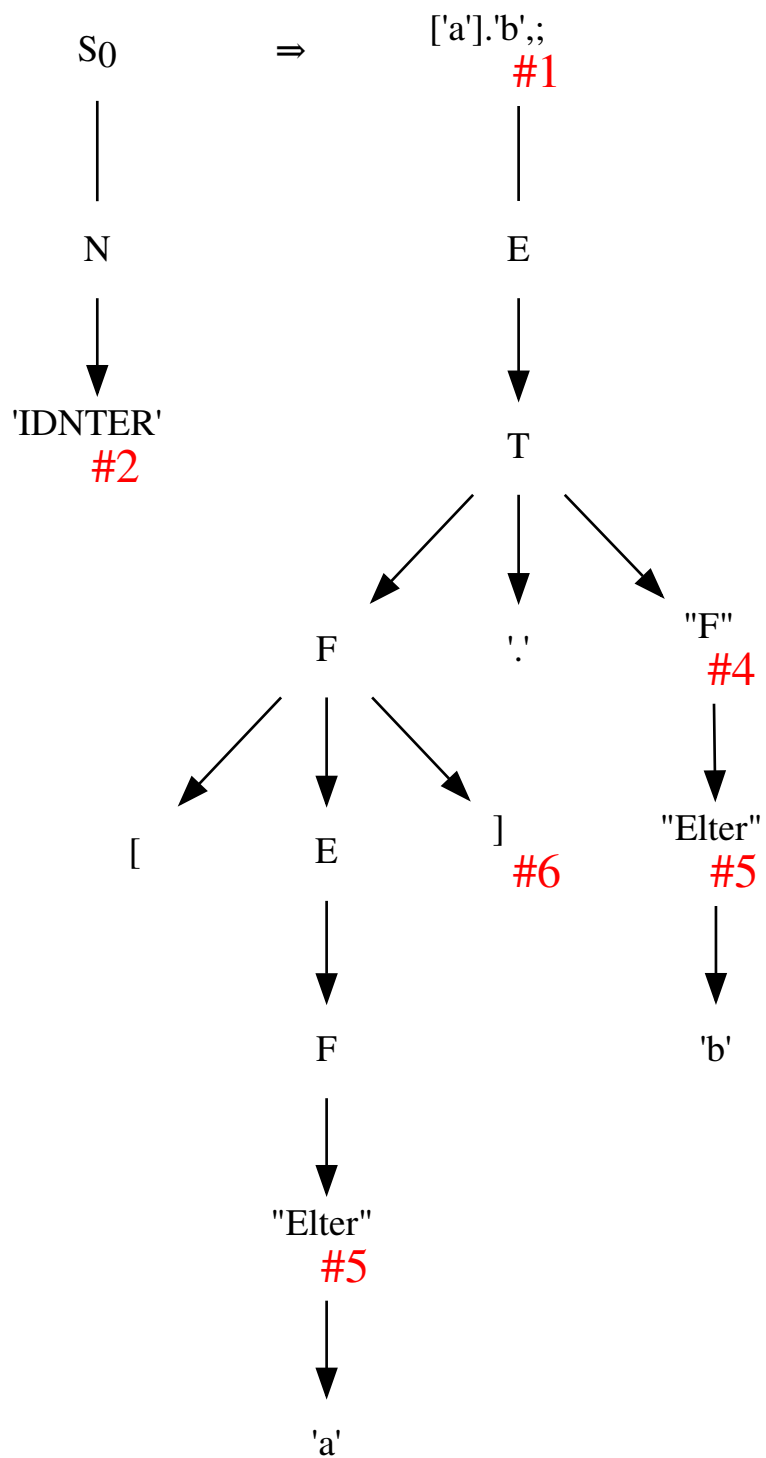 S0 ⇒ ['a'].'b',;
#1
N E
'IDNTER'
#2
T
F '.' "F"
#4
[ E ]
#6
"Elter"
#5
F 'b'
"Elter"
#5
'a'